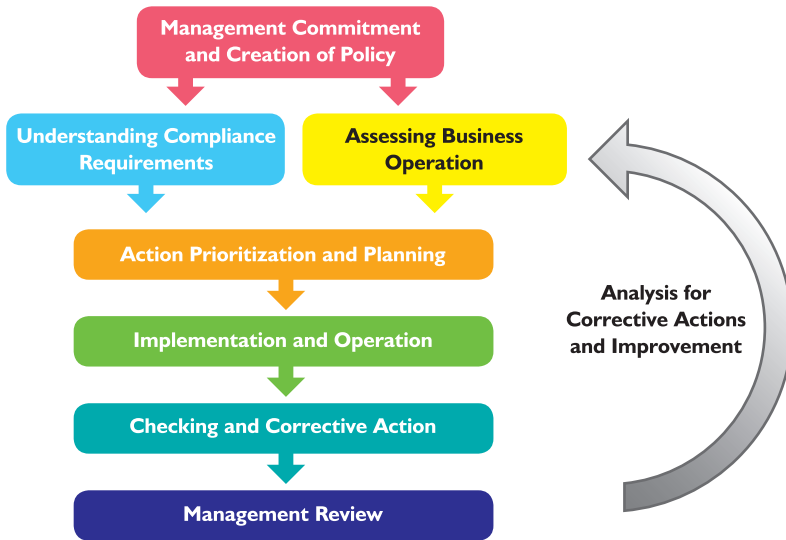 Management Commitment
and Creation of Policy
Understanding Compliance
Requirements
Assessing Business
Operation
Action Prioritization and Planning
Implementation and Operation
Checking and Corrective Action
Management Review
Analysis for
Corrective Actions
and Improvement